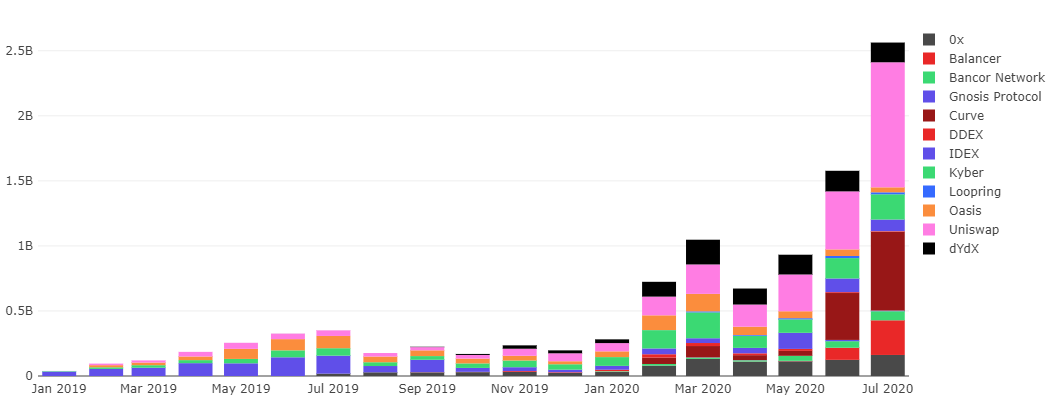 2.5B
2B
1.5B
1B
0.5B
0
Jan 2019
Mar 2019
May 2019
Jul 2019
Sep 2019
Nov 2019
Jan 2020
Mar 2020
May 2020
Jul 2020
0x
Balancer
Bancor Network
Gnosis Protocol
Curve
DDEX
IDEX
Kyber
Loopring
Oasis
Uniswap
dYdX